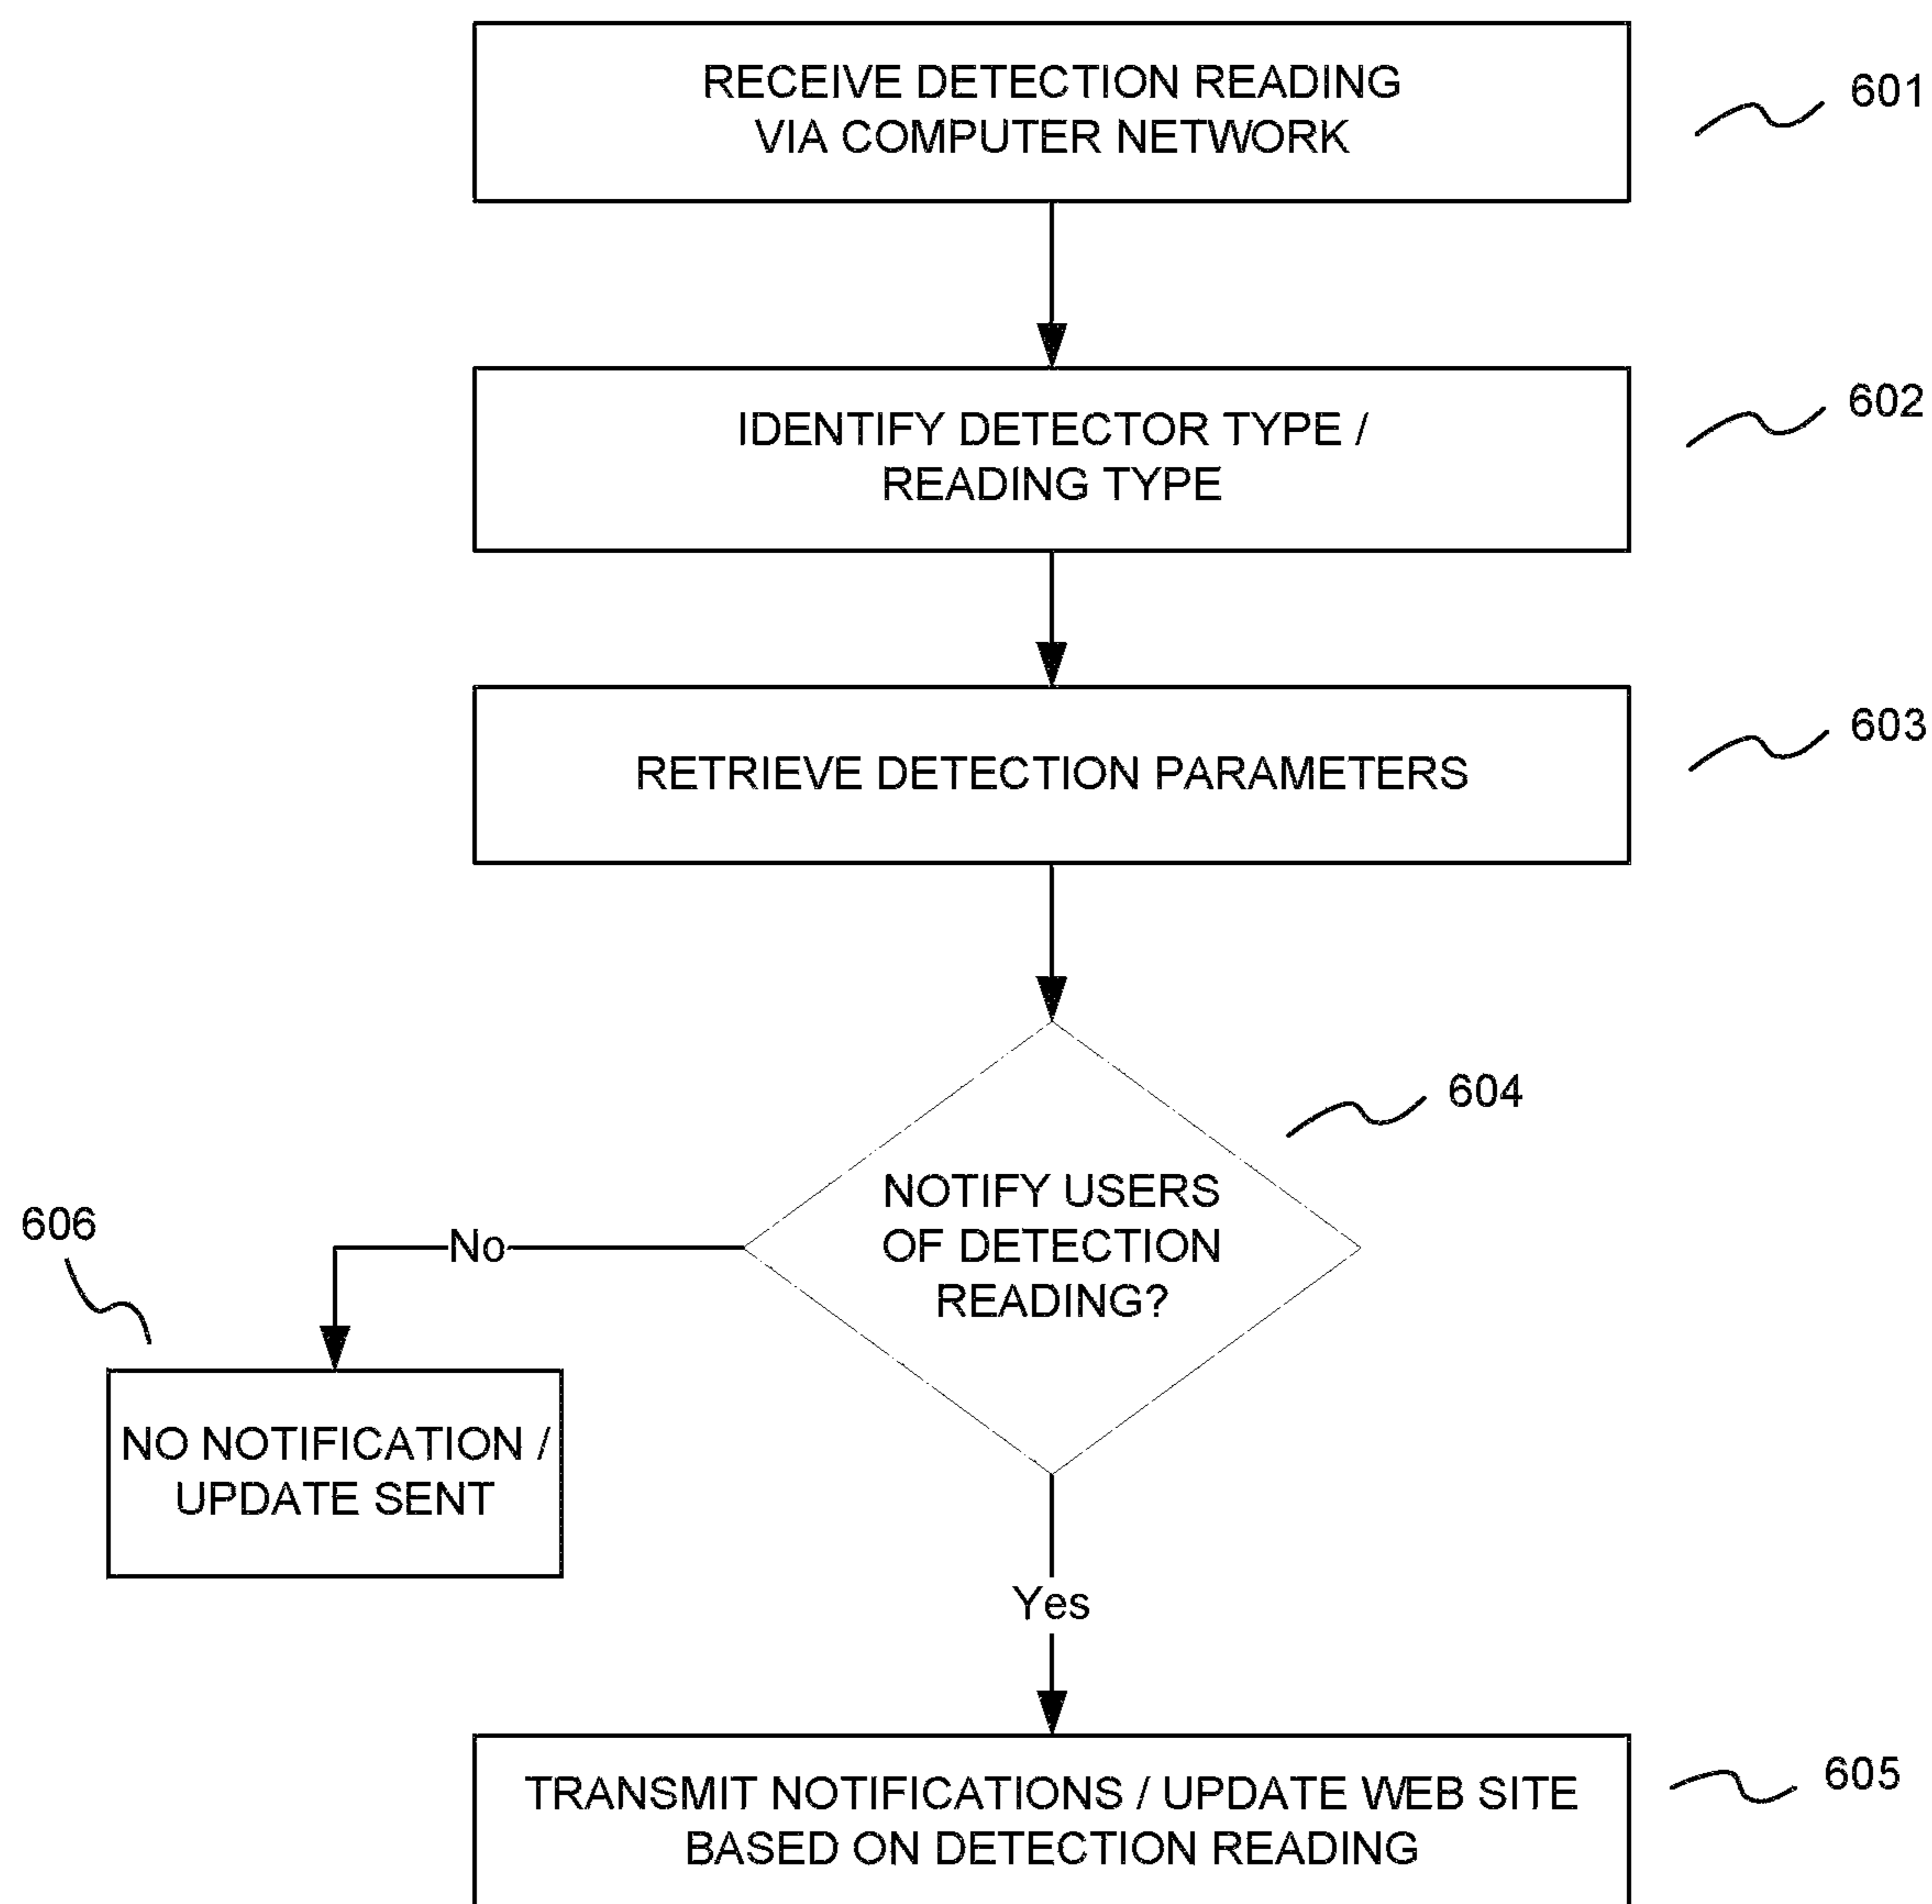 RECEIVE DETECTION READING
VIA COMPUTER NETWORK
601
IDENTIFY DETECTOR TYPE /
READING TYPE
602
RETRIEVE DETECTION PARAMETERS
603
604
NOTIFY USERS
OF DETECTION
READING?
606
No
NO NOTIFICATION /
UPDATE SENT
Yes
TRANSMIT NOTIFICATIONS / UPDATE WEB SITE
BASED ON DETECTION READING
605